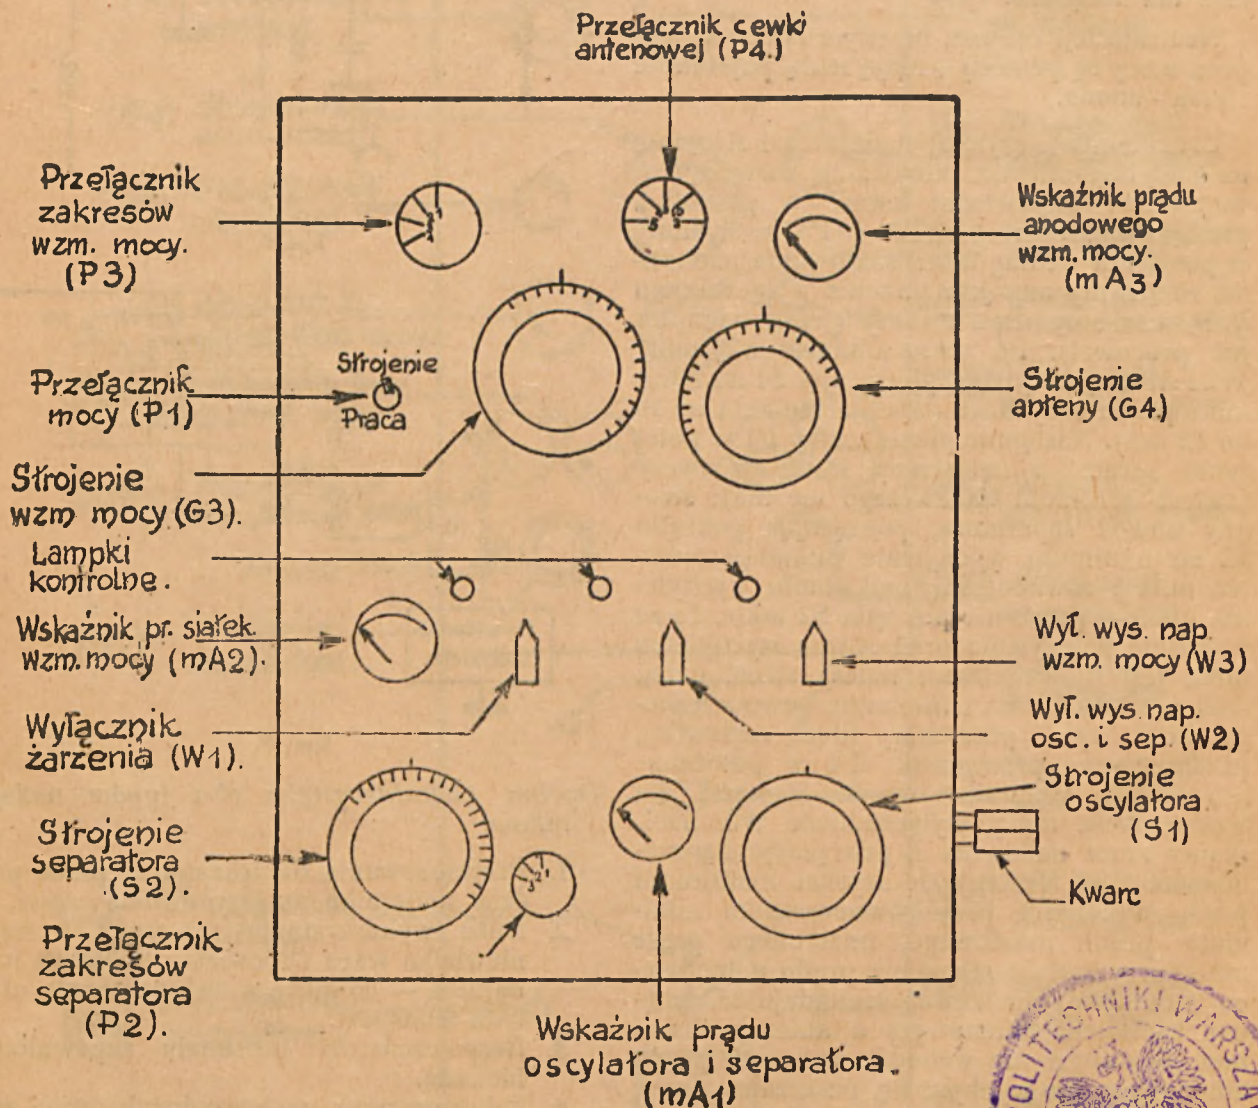 Przełącznik cewki
antenowej (P4.)
Przełącznik
zakresów
wzm. mocy.
(P3)
Wskaźnik prądu
anodowego
wzm. mocy.
(mA3)
Strojenie
Praca
Przełącznik
mocy (P1)
Strojenie
anteny (G4.)
Strojenie
wzm mocy (G3).
Lampki
kontrolne.
Wskaźnik pr. siatek
wzm. mocy (mA2).
Wył. wys. nap.
wzm. mocy (W3)
Wyłącznik
żarzenia (W1).
Wył. wys. nap.
osc. i sep. (W2)
Strojenie
oscylatora
(S1)
Strojenie
separatora
(S2).
Kwarc
Przełącznik
zakresów
separatora
(P2).
Wskaźnik prądu
oscylatora i separatora.
(mA1)
OLITECHNIKI WARSZA